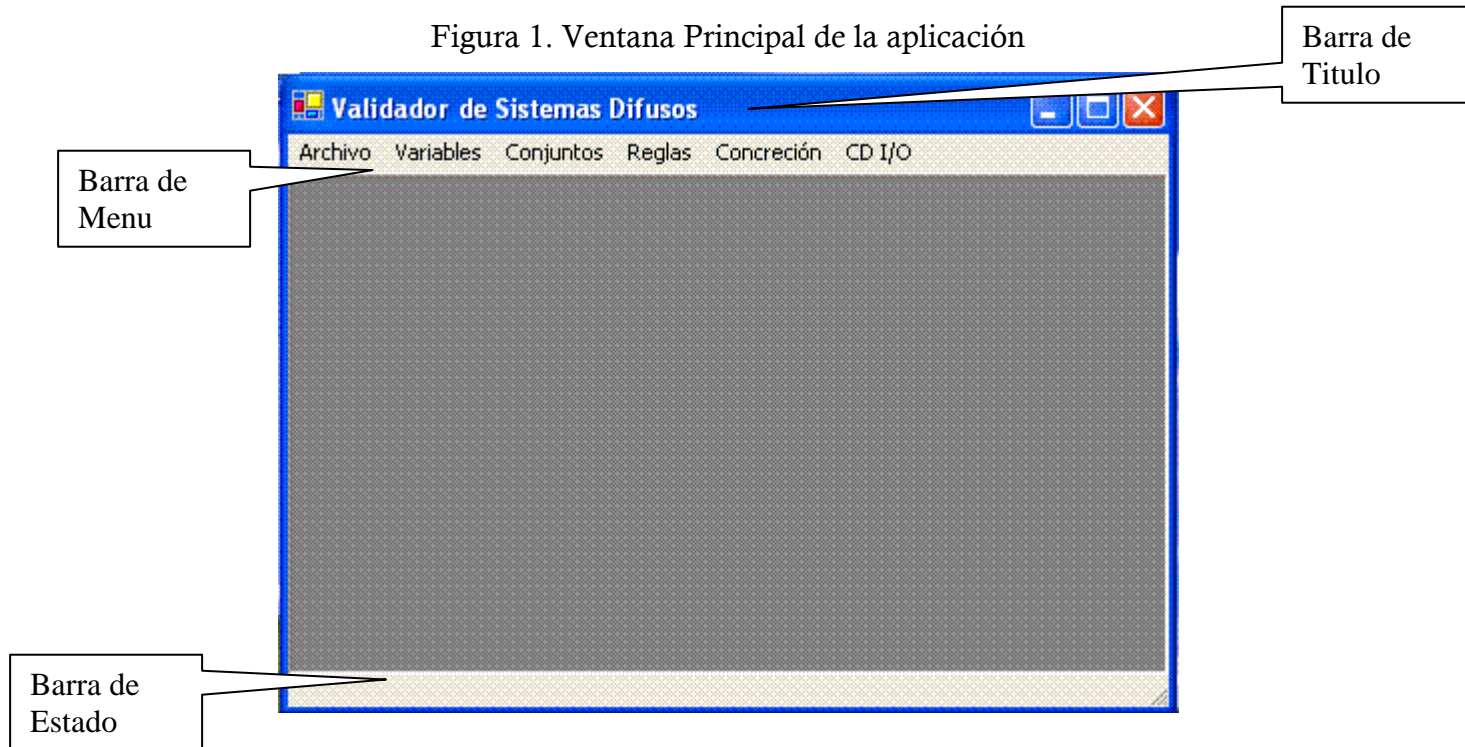 Figura 1. Ventana Principal de la aplicación
Barra de
Titulo
Validador de Sistemas Difusos
Archivo Variables Conjuntos Reglas Concreción CD I/O
Barra de
Menu
Barra de
Estado